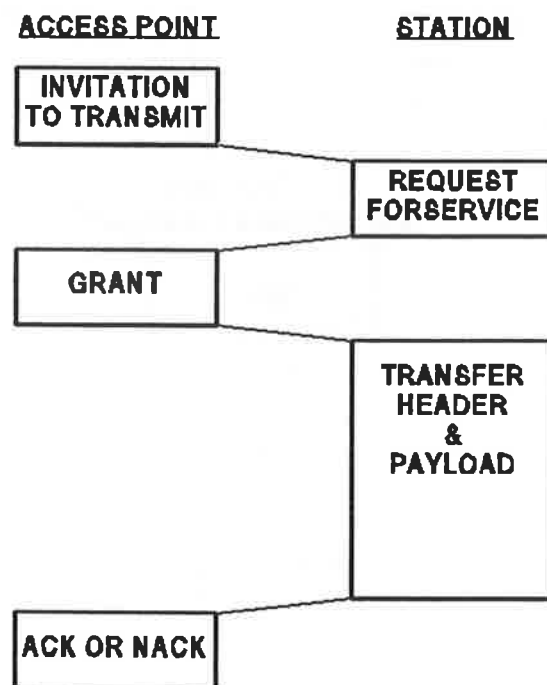 ACCESS POINT
STATION
INVITATION
TO TRANSMIT
REQUEST
FORSERVICE
GRANT
TRANSFER
HEADER
&
PAYLOAD
ACK OR NACK